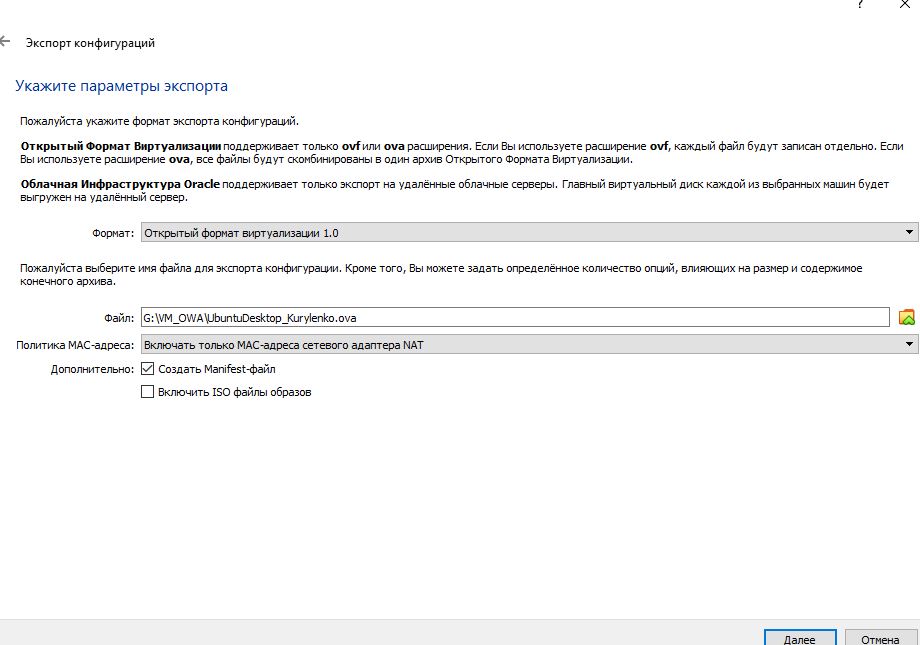 ?
Экспорт конфигураций
Укажите параметры экспорта
Пожалуйста укажите формат экспорта конфигураций.
Открытый Формат Виртуализации поддерживает только ovf или ova расширения. Если Вы используете расширение ovf, каждый файл будут записан отдельно. Если
Вы используете расширение ova, все файлы будут скомбинированы в один архив Открытого Формата Виртуализации.
Облачная Инфраструктура Oracle поддерживает только экспорт на удалённые облачные серверы. Главный виртуальный диск каждой из выбранных машин будет
выгружен на удалённый сервер.
Формат: Открытый формат виртуализации 1.0
Пожалуйста выберите имя файла для экспорта конфигурации. Кроме того, Вы можете задать определённое количество опций, влияющих на размер и содержимое
конечного архива.
Файл: G:\VM_OWA\UbuntuDesktop_Kurylenko.ova
Политика MAC-адреса: Включать только MAC-адреса сетевого адаптера NAT
Дополнительно: Создать Manifest-файл
Включить ISO файлы образов
Далее Отмена